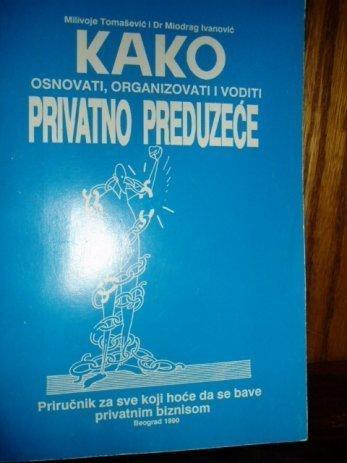 Milivoje Tomašević i Dr Miodrag Ivanović
KAKO
OSNOVATI, ORGANIZOVATI I VODITI
PRIVATNO PREDUZEĆE
Priručnik za sve koji hoće da se bave
privatnim biznisom
Beograd 1990